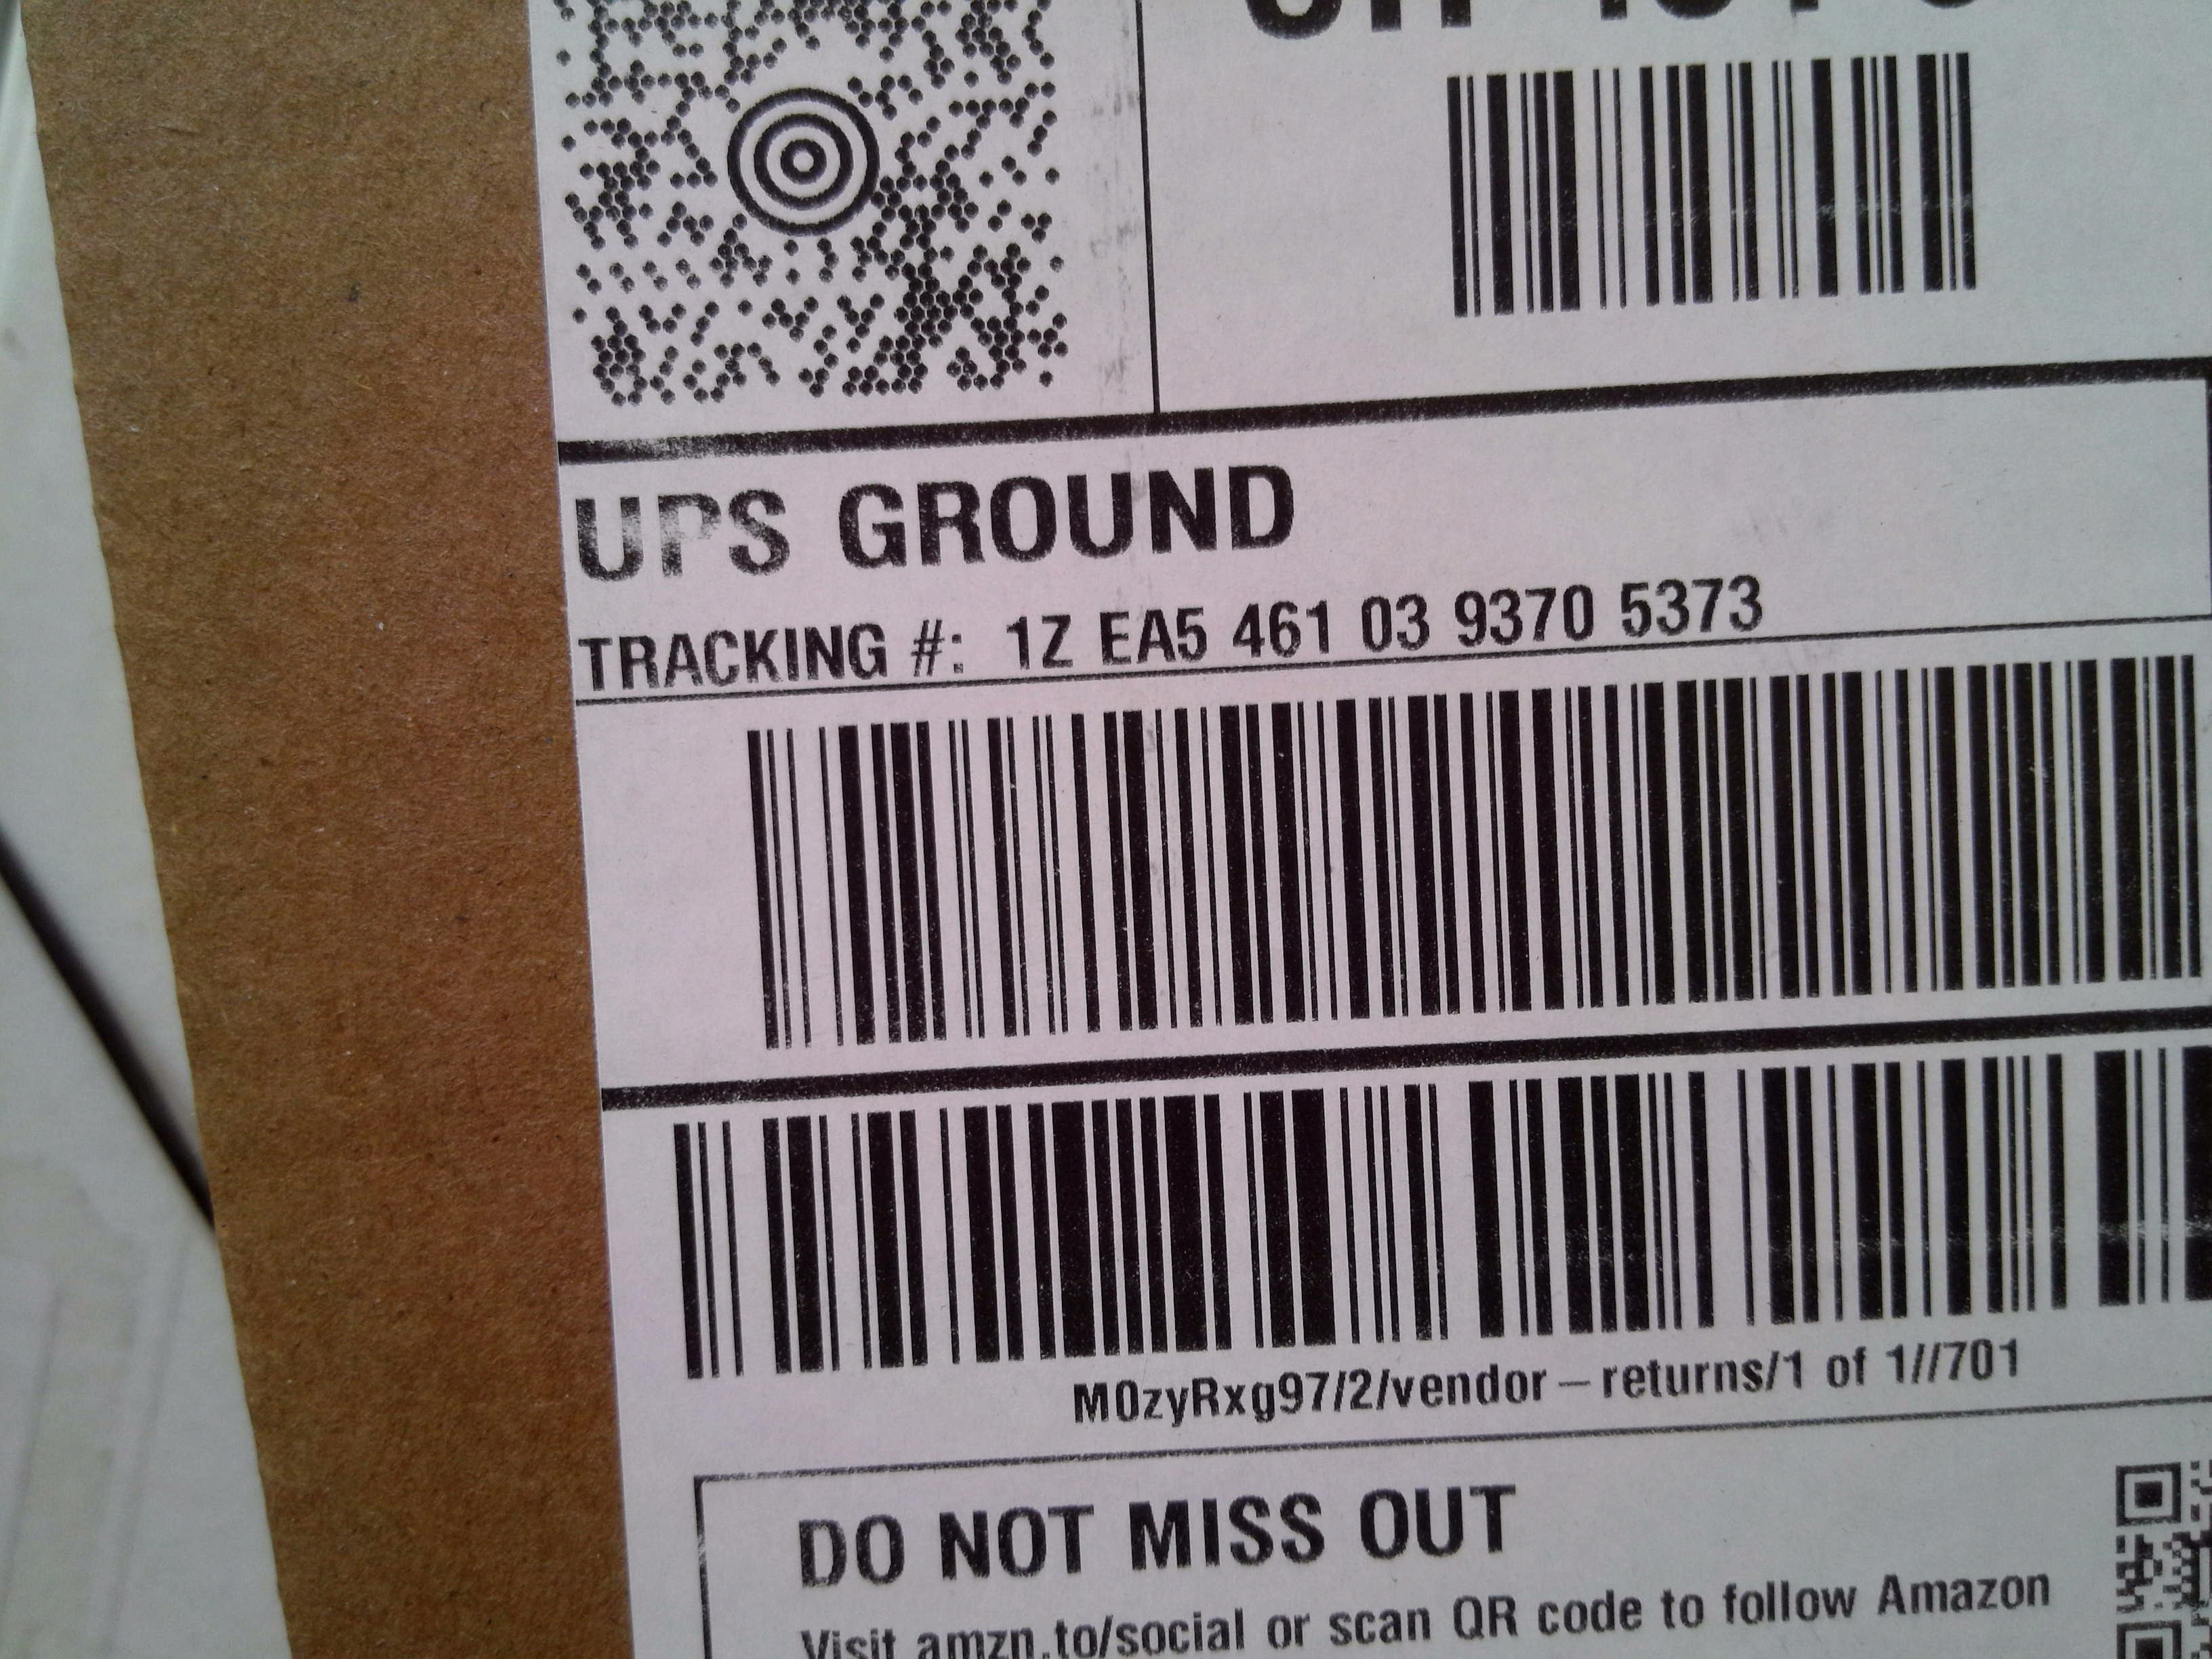 UPS GROUND
TRACKING #: 1Z EA5 461 03 9370 5373
M0zyRxg97/2/vendor-returns/1 of 1//701
DO NOT MISS OUT
Visit amzn.to/social or scan QR code to follow Amazon